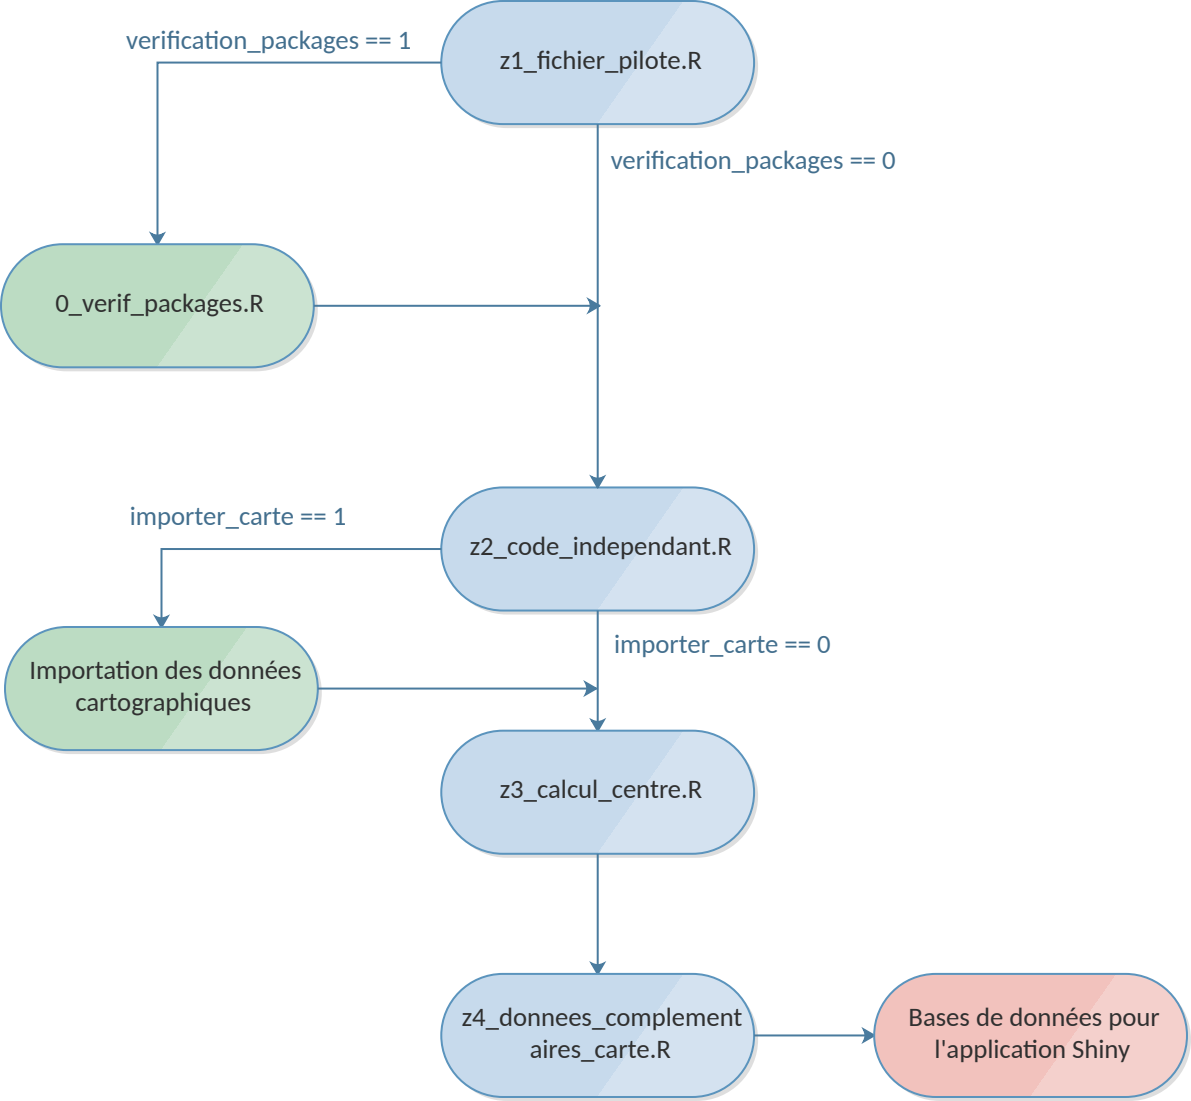 verification_packages == 1
z1_fichier_pilote.R
verification_packages == 0
0_verif_packages.R
importer_carte == 1
z2_code_independant.R
importer_carte == 0
Importation des données
cartographiques
z3_calcul_centre.R
z4_donnees_complement
aires_carte.R
Bases de données pour
l'application Shiny